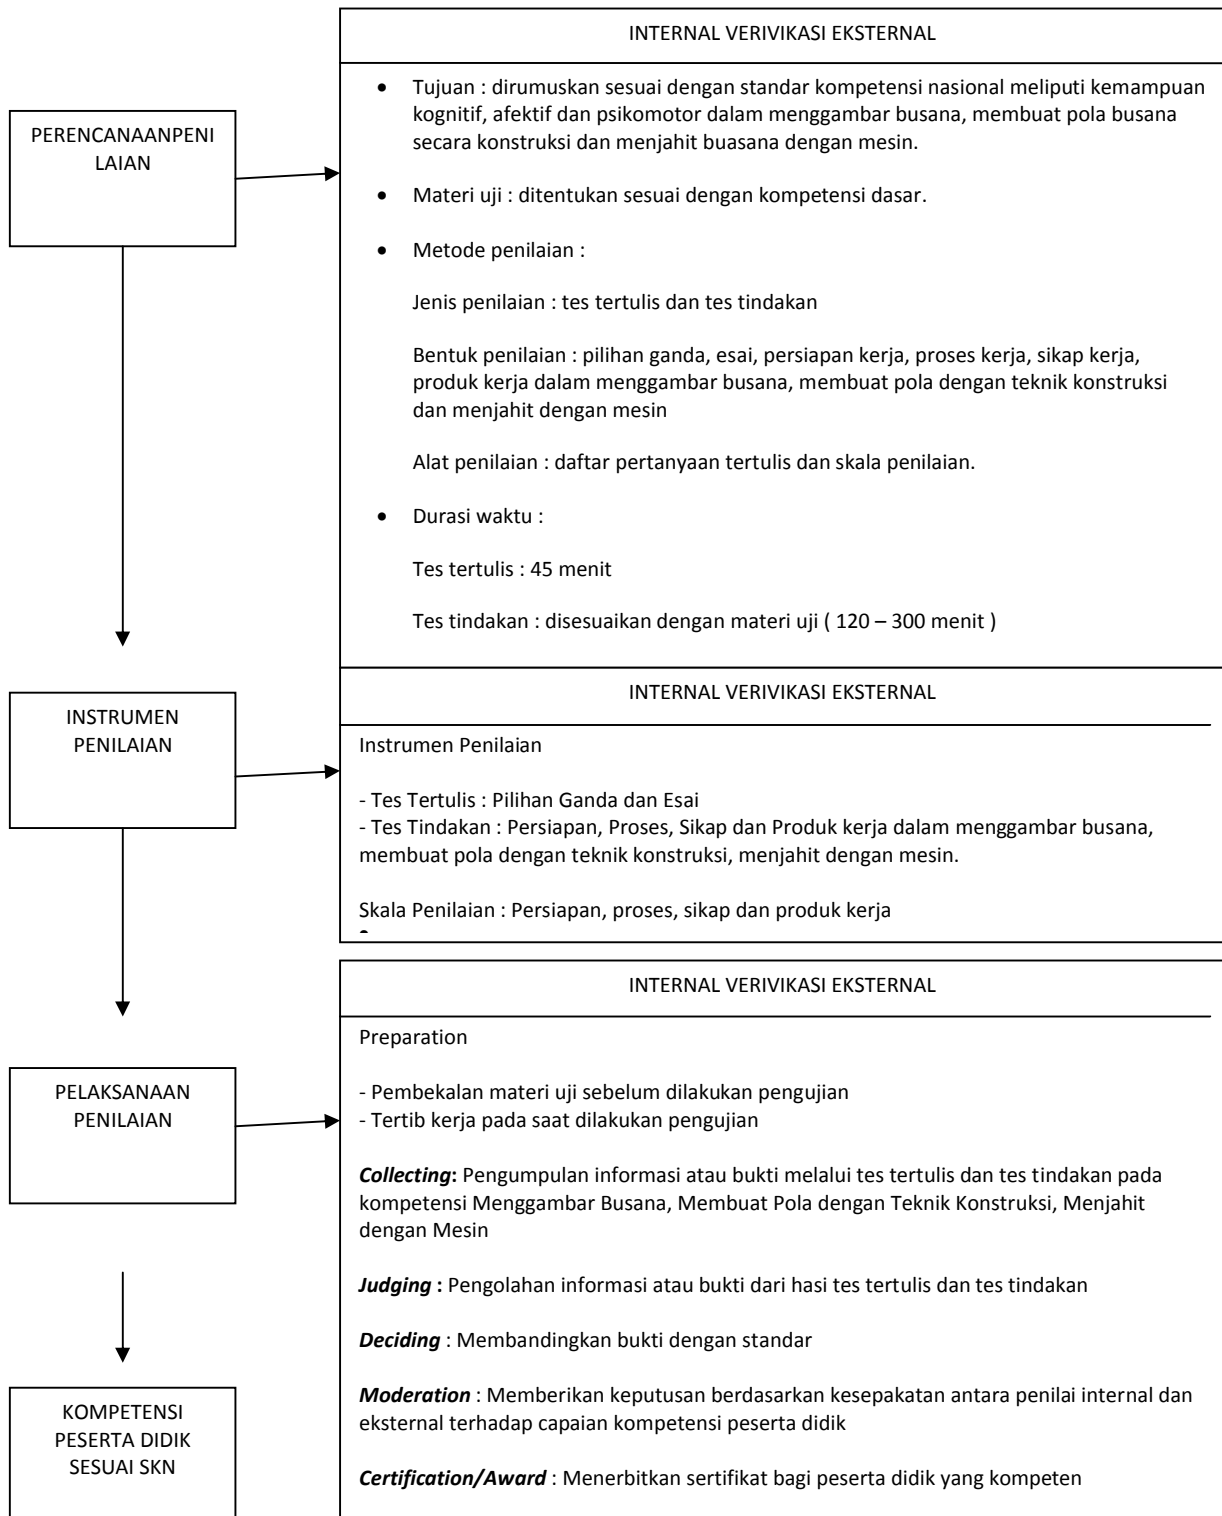 INTERNAL VERIVIKASI EKSTERNAL
PERENCANAANPENI
LAIAN
• Tujuan : dirumuskan sesuai dengan standar kompetensi nasional meliputi kemampuan
kognitif, afektif dan psikomotor dalam menggambar busana, membuat pola busana
secara konstruksi dan menjahit buasana dengan mesin.
• Materi uji : ditentukan sesuai dengan kompetensi dasar.
• Metode penilaian :
Jenis penilaian : tes tertulis dan tes tindakan
Bentuk penilaian : pilihan ganda, esai, persiapan kerja, proses kerja, sikap kerja,
produk kerja dalam menggambar busana, membuat pola dengan teknik konstruksi
dan menjahit dengan mesin
Alat penilaian : daftar pertanyaan tertulis dan skala penilaian.
• Durasi waktu :
Tes tertulis : 45 menit
Tes tindakan : disesuaikan dengan materi uji ( 120 – 300 menit )
INSTRUMEN
PENILAIAN
INTERNAL VERIVIKASI EKSTERNAL
Instrumen Penilaian
- Tes Tertulis : Pilihan Ganda dan Esai
- Tes Tindakan : Persiapan, Proses, Sikap dan Produk kerja dalam menggambar busana,
membuat pola dengan teknik konstruksi, menjahit dengan mesin.
Skala Penilaian : Persiapan, proses, sikap dan produk kerja
•
PELAKSANAAN
PENILAIAN
INTERNAL VERIVIKASI EKSTERNAL
Preparation
- Pembekalan materi uji sebelum dilakukan pengujian
- Tertib kerja pada saat dilakukan pengujian
Collecting: Pengumpulan informasi atau bukti melalui tes tertulis dan tes tindakan pada
kompetensi Menggambar Busana, Membuat Pola dengan Teknik Konstruksi, Menjahit
dengan Mesin
Judging : Pengolahan informasi atau bukti dari hasi tes tertulis dan tes tindakan
Deciding : Membandingkan bukti dengan standar
Moderation : Memberikan keputusan berdasarkan kesepakatan antara penilai internal dan
eksternal terhadap capaian kompetensi peserta didik
Certification/Award : Menerbitkan sertifikat bagi peserta didik yang kompeten
KOMPETENSI
PESERTA DIDIK
SESUAI SKN